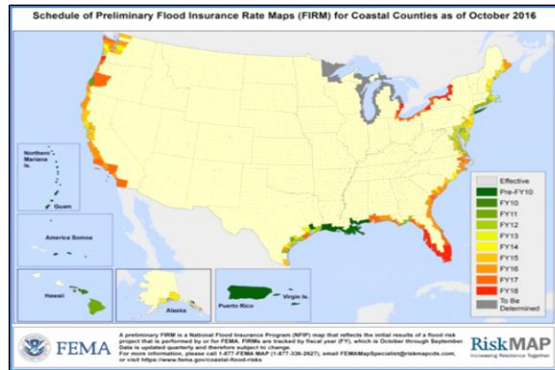 Schedule of Preliminary Flood Insurance Rate Maps (FIRM) for Coastal Counties as of October 2016
Northern
Mariana
Is.
Guam
America Somoe
Hawaii
Alaska
Puerto Rico
Virgin Is.
Effective
Pre-FY10
FY10
FY11
FY12
FY13
FY14
FY15
FY16
FY17
FY18
To Be
Determined
FEMA
A preliminary FIRM is a National Flood Insurance Program (NFIP) map that reflects the initial results of a flood risk
project that is performed by or for FEMA. FIRMs are tracked by fiscal year (FY), which is October through September
Data is updated quarterly and therefore subject to change.
For more information, please call 1-877-FEMA MAP (1-877-336-2627), email FEMAMapSpecialist@riskmapcds.com,
or visit https://www.fema.gov/coastal-flood-risks
RiskMAP
Increasing Resilience Together